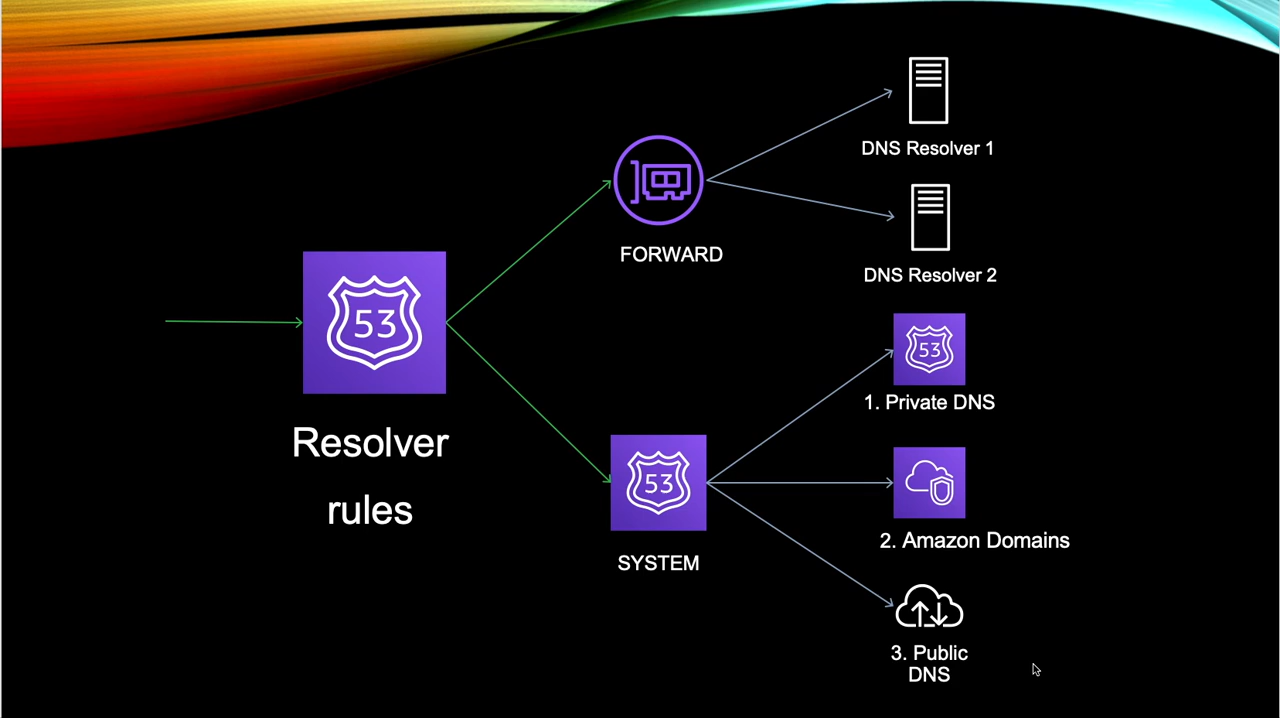 DNS Resolver 1
FORWARD
DNS Resolver 2
53
Resolver
rules
53
1. Private DNS
53
SYSTEM
2. Amazon Domains
3. Public
DNS